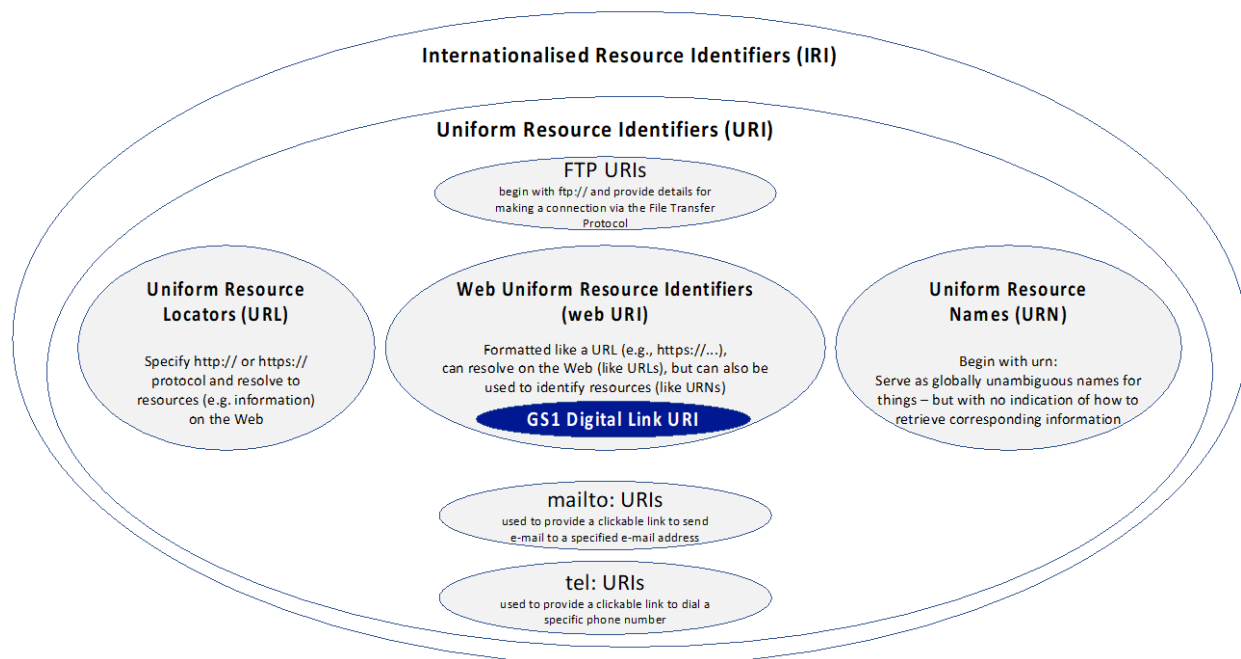 Internationalised Resource Identifiers (IRI)
Uniform Resource Identifiers (URI)
FTP URIs
begin with ftp:// and provide details for
making a connection via the File Transfer
Protocol
Uniform Resource
Locators (URL)
Specify http:// or https://
protocol and resolve to
resources (e.g. information)
on the Web
Web Uniform Resource Identifiers
(web URI)
Formatted like a URL (e.g., https://...),
can resolve on the Web (like URLs), but can also be
used to identify resources (like URNs)
GS1 Digital Link URI
Uniform Resource
Names (URN)
Begin with urn:
Serve as globally unambiguous names for
things – but with no indication of how to
retrieve corresponding information
mailto: URIs
used to provide a clickable link to send
e-mail to a specified e-mail address
tel: URIs
used to provide a clickable link to dial a
specific phone number